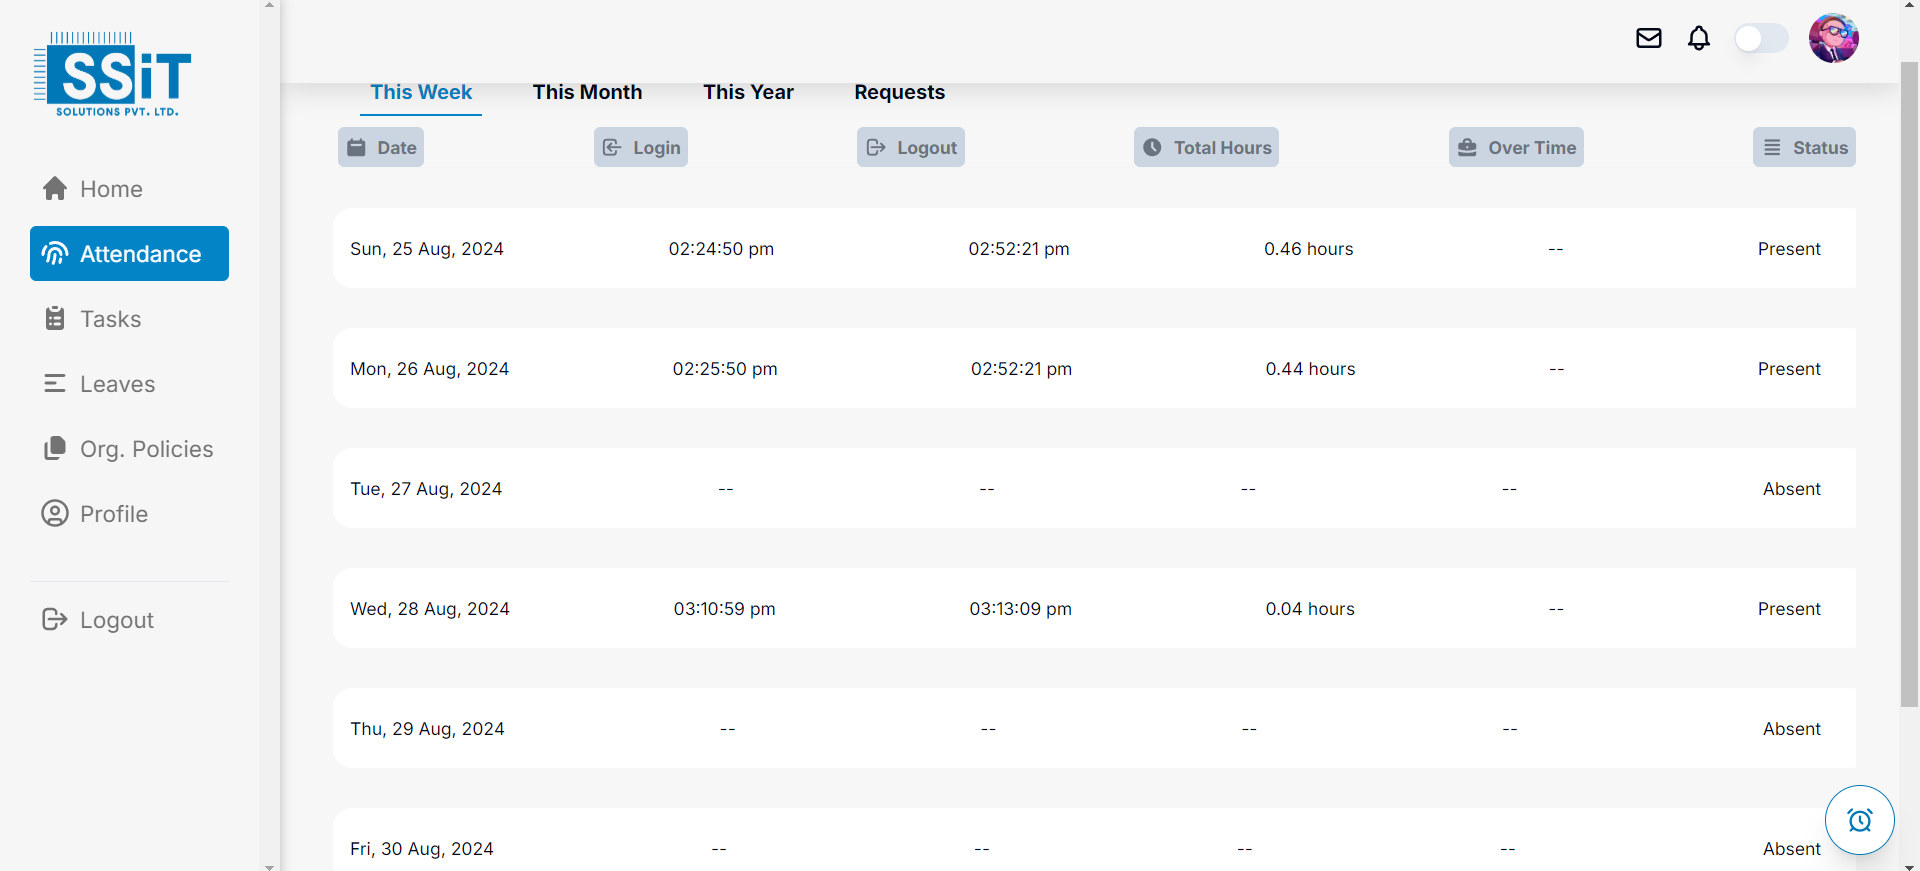 SSiT
SOLUTIONS PVT. LTD.
Home
Attendance
Tasks
Leaves
Org. Policies
Profile
Logout
This Week This Month This Year Requests
Date Login Logout Total Hours Over Time Status
Sun, 25 Aug, 2024 02:24:50 pm 02:52:21 pm 0.46 hours -- Present
Mon, 26 Aug, 2024 02:25:50 pm 02:52:21 pm 0.44 hours -- Present
Tue, 27 Aug, 2024 -- -- -- -- Absent
Wed, 28 Aug, 2024 03:10:59 pm 03:13:09 pm 0.04 hours -- Present
Thu, 29 Aug, 2024 -- -- -- -- Absent
Fri, 30 Aug, 2024 -- -- -- -- Absent